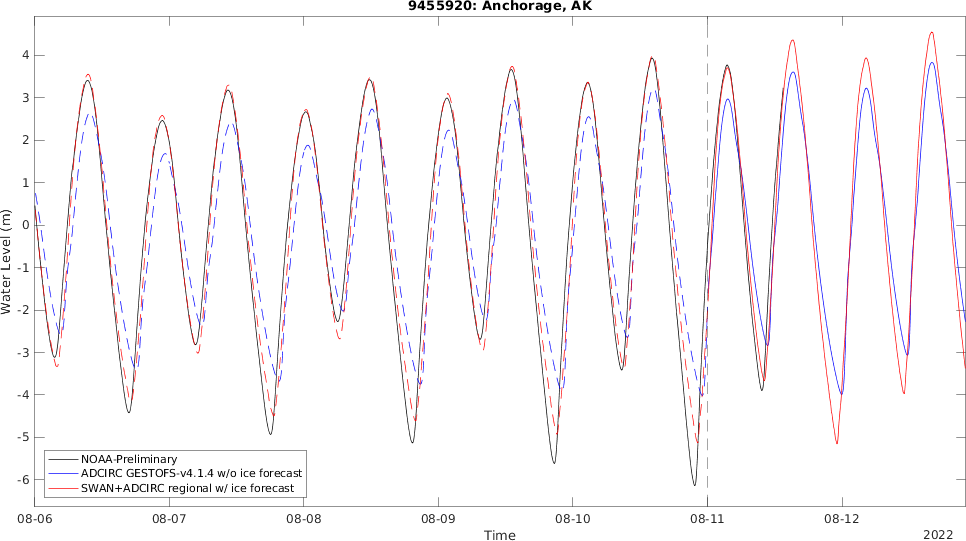 9455920: Anchorage, AK
Water Level (m)
4
3
2
1
0
-1
-2
-3
-4
-5
-6
NOAA-Preliminary
ADCIRC GESTOFS-v4.1.4 w/o ice forecast
SWAN+ADCIRC regional w/ ice forecast
08-06 08-07 08-08 08-09 08-10 08-11 08-12
Time
2022